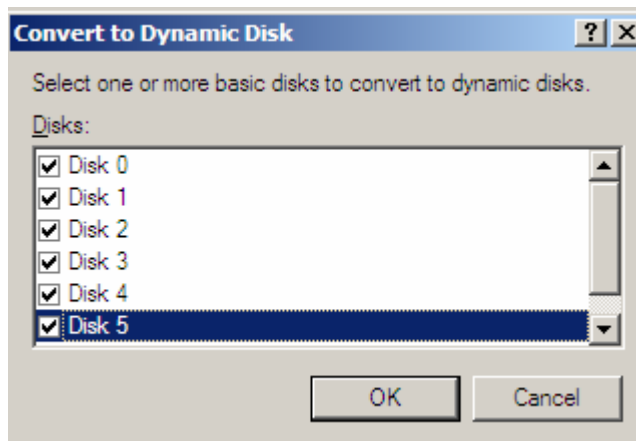 Convert to Dynamic Disk
Select one or more basic disks to convert to dynamic disks.
Disks:
Disk 0
Disk 1
Disk 2
Disk 3
Disk 4
Disk 5
OK Cancel